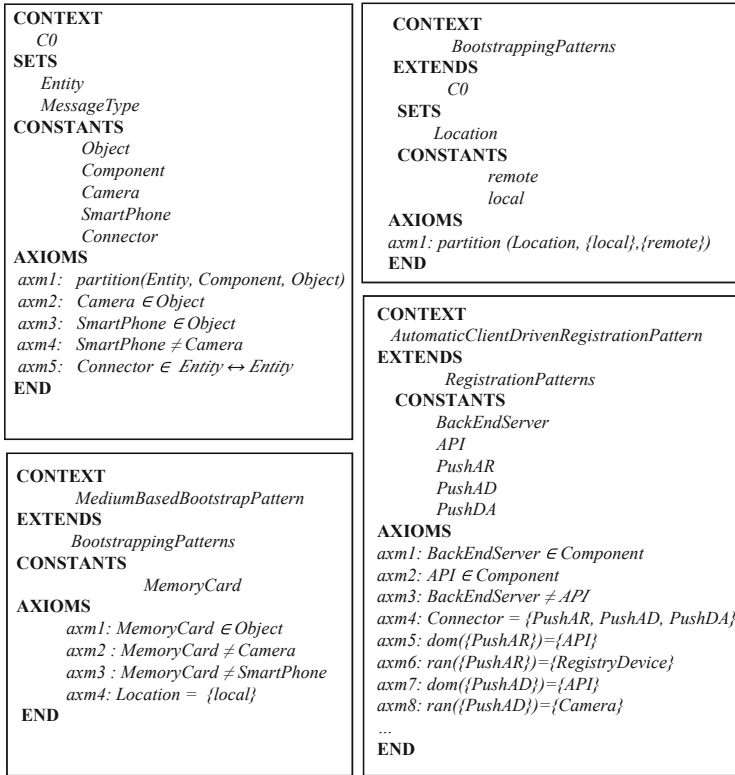 CONTEXT
C0
SETS
Entity
MessageType
CONSTANTS
Object
Component
Camera
SmartPhone
Connector
AXIOMS
axm1: partition(Entity, Component, Object)
axm2: Camera ∈ Object
axm3: SmartPhone ∈ Object
axm4: SmartPhone ≠ Camera
axm5: Connector ∈ Entity ↔ Entity
END
CONTEXT
MediumBasedBootstrapPattern
EXTENDS
BootstrappingPatterns
CONSTANTS
MemoryCard
AXIOMS
axm1: MemoryCard ∈ Object
axm2 : MemoryCard ≠ Camera
axm3 : MemoryCard ≠ SmartPhone
axm4: Location = {local}
END
CONTEXT
BootstrappingPatterns
EXTENDS
C0
SETS
Location
CONSTANTS
remote
local
AXIOMS
axm1: partition (Location, {local},{remote})
END
CONTEXT
AutomaticClientDrivenRegistrationPattern
EXTENDS
RegistrationPatterns
CONSTANTS
BackEndServer
API
PushAR
PushAD
PushDA
AXIOMS
axm1: BackEndServer ∈ Component
axm2: API ∈ Component
axm3: BackEndServer ≠ API
axm4: Connector = {PushAR, PushAD, PushDA}
axm5: dom({PushAR})={API}
axm6: ran({PushAR})={RegistryDevice}
axm7: dom({PushAD})={API}
axm8: ran({PushAD})={Camera}
...
END